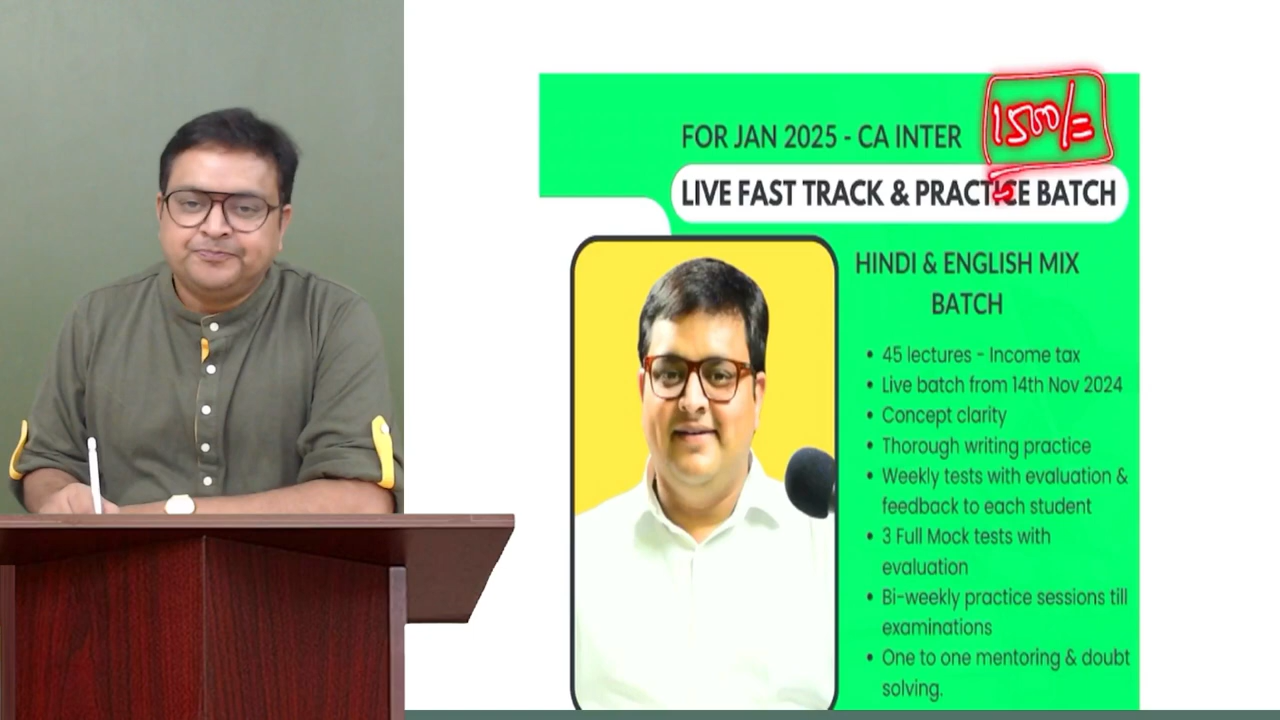 FOR JAN 2025 - CA INTER
1500/=
LIVE FAST TRACK & PRACTICE BATCH
HINDI & ENGLISH MIX
BATCH
• 45 lectures - Income tax
• Live batch from 14th Nov 2024
• Concept clarity
• Thorough writing practice
• Weekly tests with evaluation &
feedback to each student
• 3 Full Mock tests with
evaluation
• Bi-weekly practice sessions till
examinations
• One to one mentoring & doubt
solving.